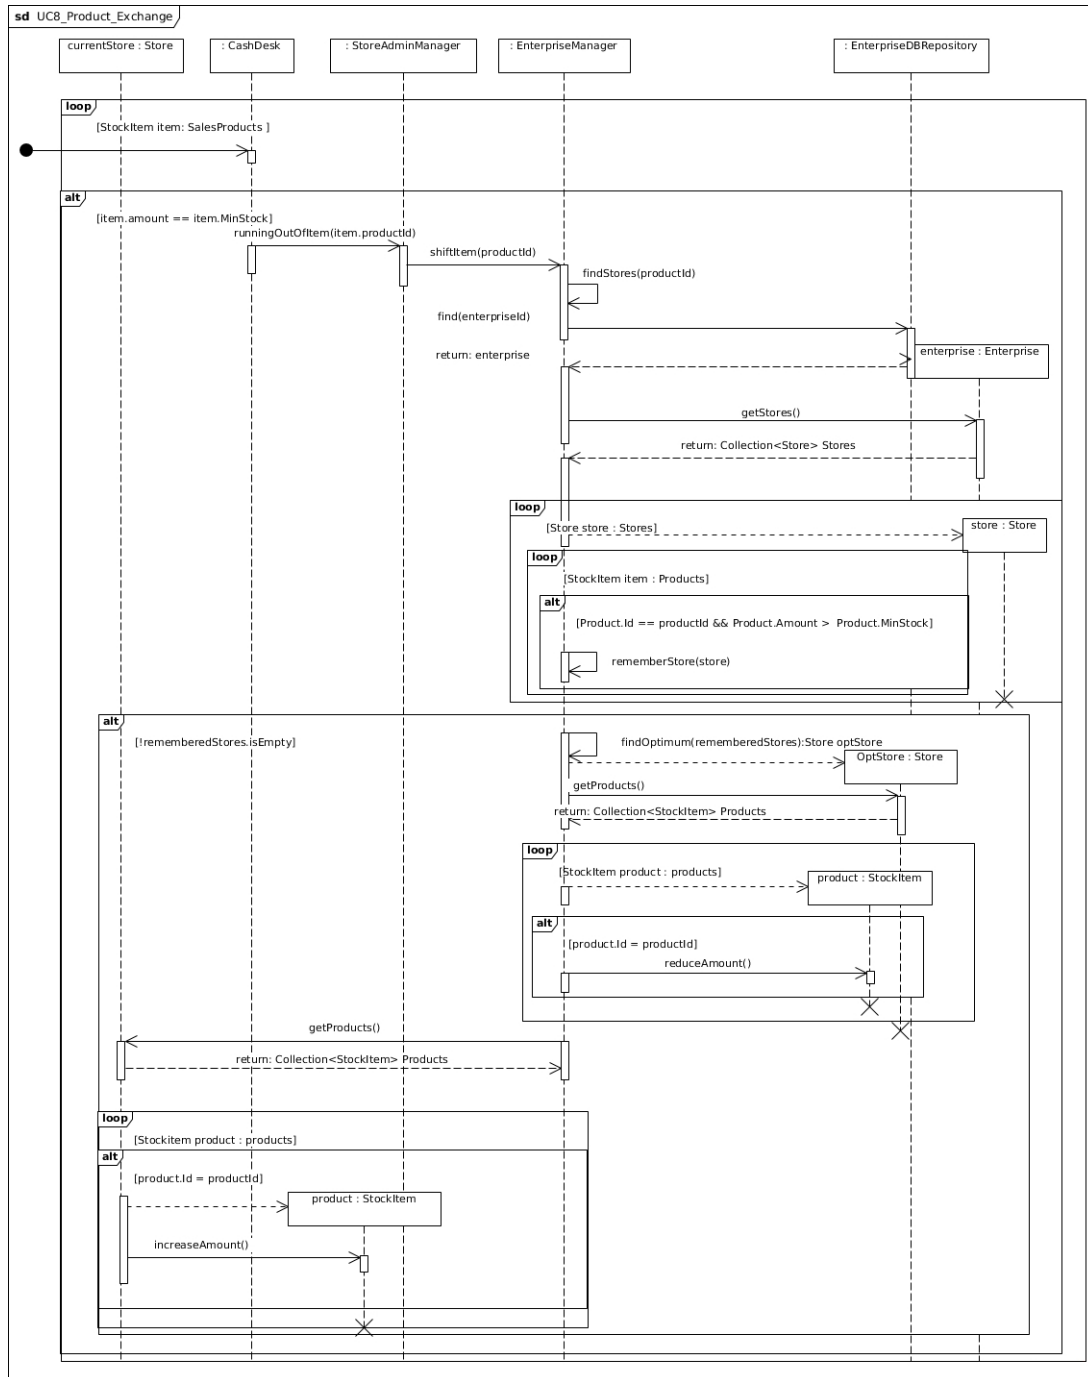 sd UC8_Product_Exchange
currentStore : Store
: CashDesk
: StoreAdminManager
: EnterpriseManager
: EnterpriseDBRepository
loop
[StockItem item: SalesProducts ]
alt
[item.amount == item.MinStock]
runningOutOfItem(item.productId)
shiftItem(productId)
findStores(productId)
find(enterpriseId)
return: enterprise
enterprise : Enterprise
getStores()
return: Collection<Store> Stores
loop
[Store store : Stores]
store : Store
loop
[StockItem item : Products]
alt
[Product.Id == productId && Product.Amount > Product.MinStock]
rememberStore(store)
alt
[!rememberedStores.isEmpty]
findOptimum(rememberedStores):Store optStore
OptStore : Store
getProducts()
return: Collection<StockItem> Products
loop
[StockItem product : products]
product : StockItem
alt
[product.Id = productId]
reduceAmount()
getProducts()
return: Collection<StockItem> Products
loop
[Stockitem product : products]
alt
[product.Id = productId]
product : StockItem
increaseAmount()